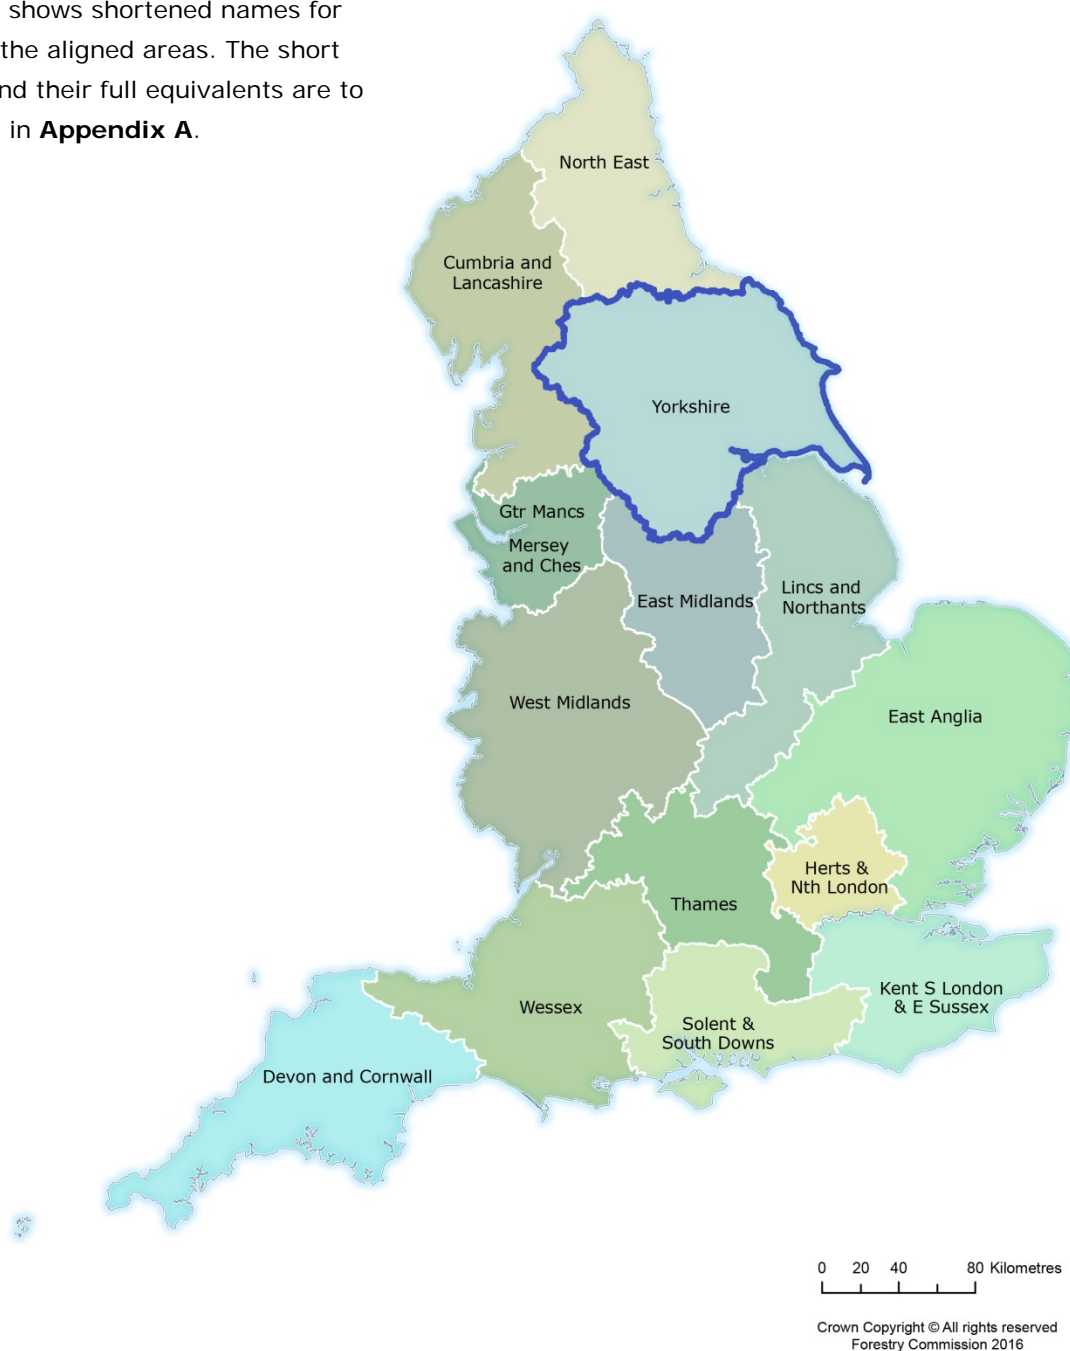 shows shortened names for
the aligned areas. The short
nd their full equivalents are to
in Appendix A.
North East
Cumbria and
Lancashire
Yorkshire
Gtr Mancs
Mersey
and Ches
East Midlands
Lincs and
Northants
West Midlands
East Anglia
Herts &
Nth London
Thames
Kent S London
& E Sussex
Wessex
Solent &
South Downs
Devon and Cornwall
0 20 40 80 Kilometres
Crown Copyright © All rights reserved
Forestry Commission 2016